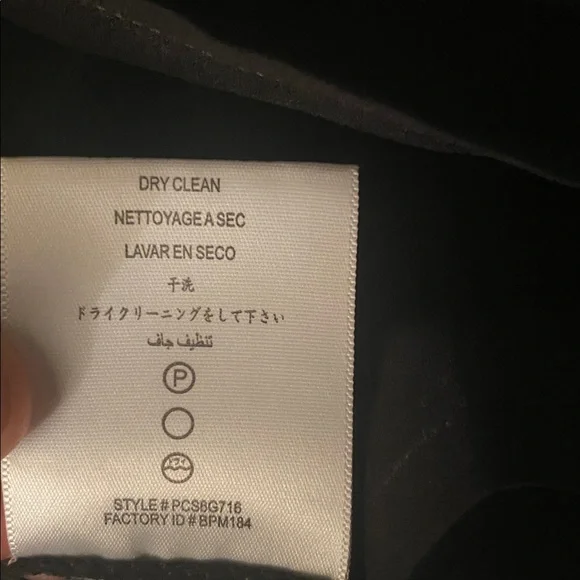 DRY CLEAN
NETTOYAGE A SEC
LAVAR EN SECO
干洗
ドライクリーニングをして下さい
تنظيف جاف
P
STYLE # PCS8G716
FACTORY ID # BPM184